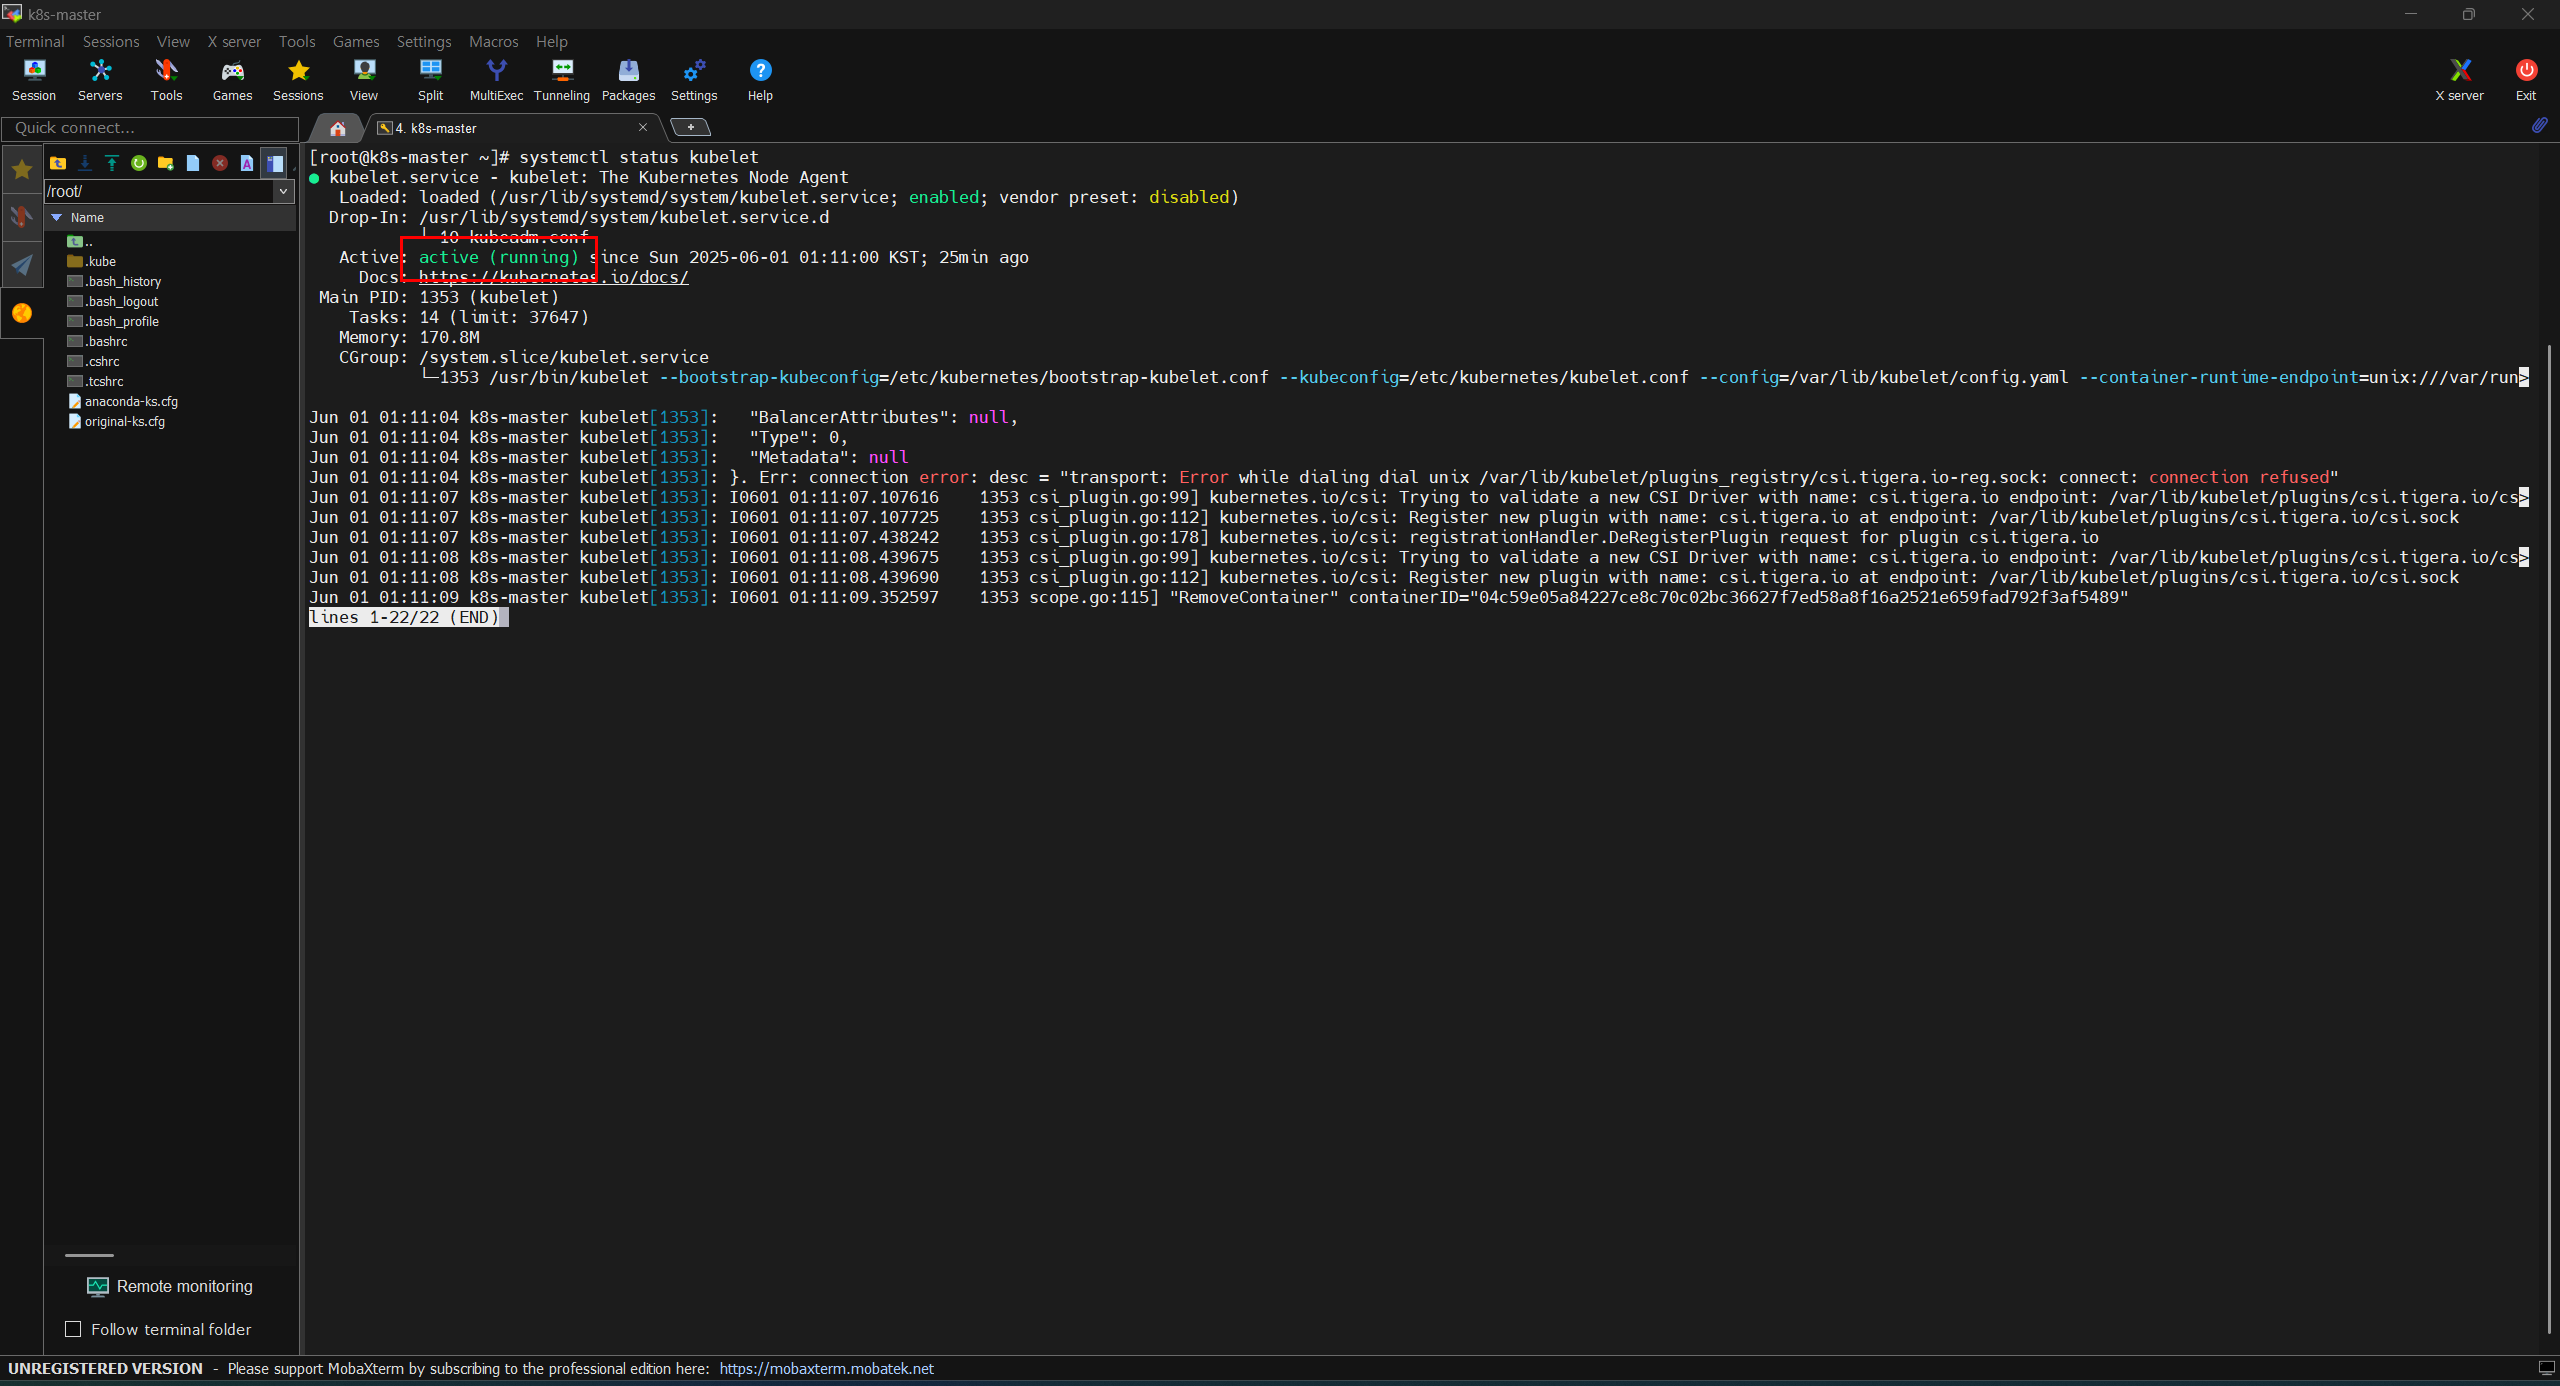 k8s-master
Terminal Sessions View X server Tools Games Settings Macros Help
Session Servers Tools Games Sessions View Split MultiExec Tunneling Packages Settings Help X server Exit
Quick connect...
4. k8s-master
/root/
Name
..
.kube
.bash_history
.bash_logout
.bash_profile
.bashrc
.cshrc
.tcshrc
anaconda-ks.cfg
original-ks.cfg
Remote monitoring
Follow terminal folder
[root@k8s-master ~]# systemctl status kubelet
● kubelet.service - kubelet: The Kubernetes Node Agent
Loaded: loaded (/usr/lib/systemd/system/kubelet.service; enabled; vendor preset: disabled)
Drop-In: /usr/lib/systemd/system/kubelet.service.d
└─10-kubeadm.conf
Active: active (running) since Sun 2025-06-01 01:11:00 KST; 25min ago
Docs: https://kubernetes.io/docs/
Main PID: 1353 (kubelet)
Tasks: 14 (limit: 37647)
Memory: 170.8M
CGroup: /system.slice/kubelet.service
└─1353 /usr/bin/kubelet --bootstrap-kubeconfig=/etc/kubernetes/bootstrap-kubelet.conf --kubeconfig=/etc/kubernetes/kubelet.conf --config=/var/lib/kubelet/config.yaml --container-runtime-endpoint=unix:///var/run>
Jun 01 01:11:04 k8s-master kubelet[1353]:   "BalancerAttributes": null,
Jun 01 01:11:04 k8s-master kubelet[1353]:   "Type": 0,
Jun 01 01:11:04 k8s-master kubelet[1353]:   "Metadata": null
Jun 01 01:11:04 k8s-master kubelet[1353]: }. Err: connection error: desc = "transport: Error while dialing dial unix /var/lib/kubelet/plugins_registry/csi.tigera.io-reg.sock: connect: connection refused"
Jun 01 01:11:07 k8s-master kubelet[1353]: I0601 01:11:07.107616    1353 csi_plugin.go:99] kubernetes.io/csi: Trying to validate a new CSI Driver with name: csi.tigera.io endpoint: /var/lib/kubelet/plugins/csi.tigera.io/cs>
Jun 01 01:11:07 k8s-master kubelet[1353]: I0601 01:11:07.107725    1353 csi_plugin.go:112] kubernetes.io/csi: Register new plugin with name: csi.tigera.io at endpoint: /var/lib/kubelet/plugins/csi.tigera.io/csi.sock
Jun 01 01:11:07 k8s-master kubelet[1353]: I0601 01:11:07.438242    1353 csi_plugin.go:178] kubernetes.io/csi: registrationHandler.DeRegisterPlugin request for plugin csi.tigera.io
Jun 01 01:11:08 k8s-master kubelet[1353]: I0601 01:11:08.439675    1353 csi_plugin.go:99] kubernetes.io/csi: Trying to validate a new CSI Driver with name: csi.tigera.io endpoint: /var/lib/kubelet/plugins/csi.tigera.io/cs>
Jun 01 01:11:08 k8s-master kubelet[1353]: I0601 01:11:08.439690    1353 csi_plugin.go:112] kubernetes.io/csi: Register new plugin with name: csi.tigera.io at endpoint: /var/lib/kubelet/plugins/csi.tigera.io/csi.sock
Jun 01 01:11:09 k8s-master kubelet[1353]: I0601 01:11:09.352597    1353 scope.go:115] "RemoveContainer" containerID="04c59e05a84227ce8c70c02bc36627f7ed58a8f16a2521e659fad792f3af5489"
lines 1-22/22 (END)
UNREGISTERED VERSION - Please support MobaXterm by subscribing to the professional edition here: https://mobaxterm.mobatek.net